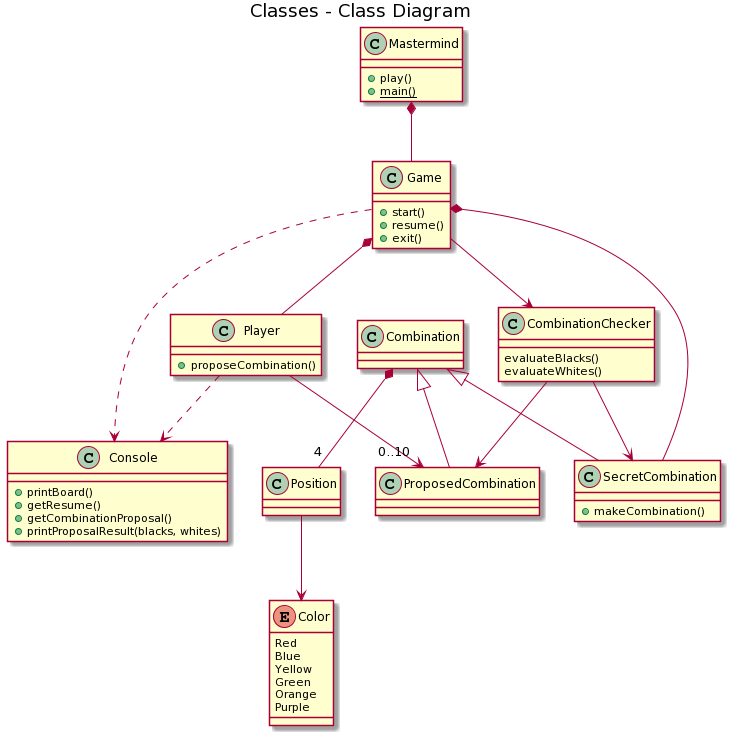 Classes - Class Diagram
C Mastermind
play()
main()
C Game
start()
resume()
exit()
C Player
proposeCombination()
C Combination
C CombinationChecker
evaluateBlacks()
evaluateWhites()
4
0..10
C Console
printBoard()
getResume()
getCombinationProposal()
printProposalResult(blacks, whites)
C Position
C ProposedCombination
C SecretCombination
makeCombination()
E Color
Red
Blue
Yellow
Green
Orange
Purple